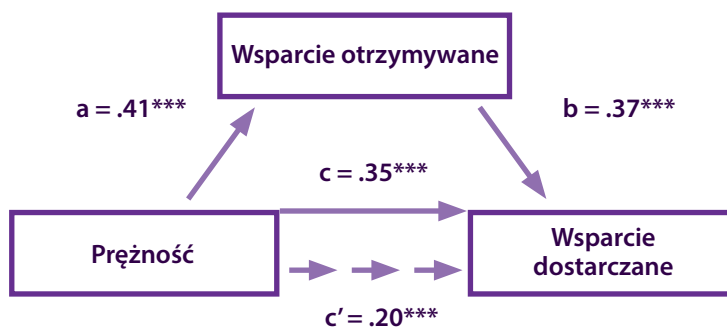 Wsparcie otrzymywane
a = .41***
b = .37***
c = .35***
Prężność
Wsparcie
dostarczane
c’ = .20***